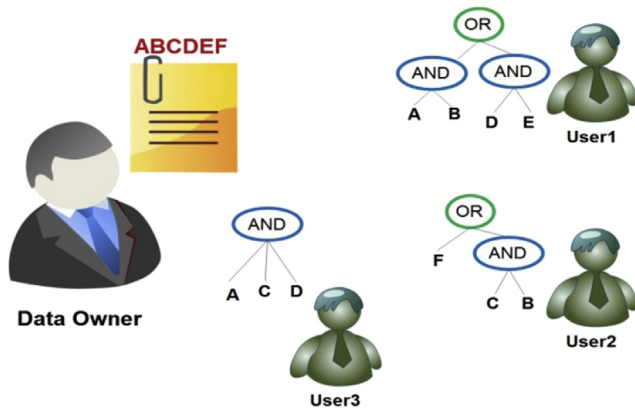 ABCDEF
OR
AND AND
A B D E
User1
Data Owner
AND
A C D
User3
OR
F AND
C B
User2